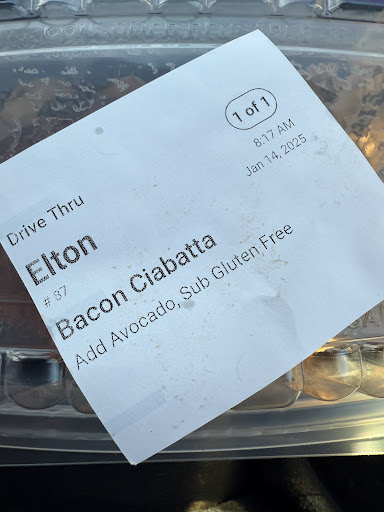 1 of 1
8:17 AM
Jan 14, 2025
Drive Thru
Elton
# 87
Bacon Ciabatta
Add Avocado, Sub Gluten Free